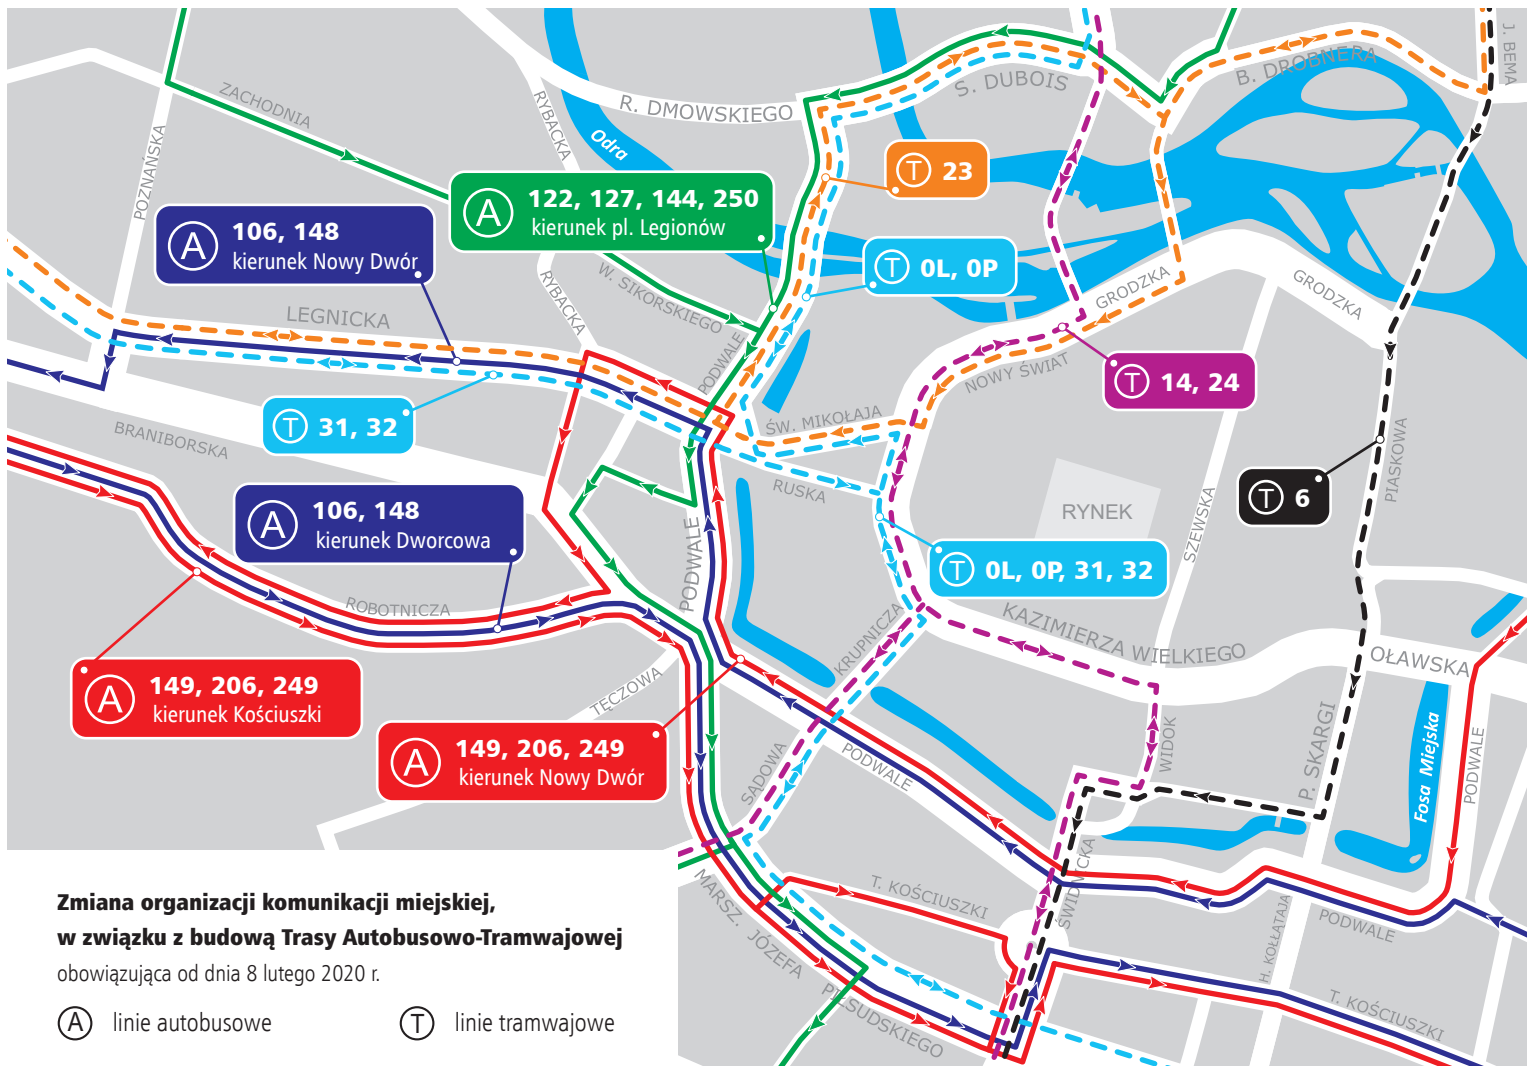 J. BEMA
B. DROBNERA
S. DUBOIS
R. DMOWSKIEGO
ZACHODNIA
RYBACKA
Odra
POZNAŃSKA
T 23
A 122, 127, 144, 250
kierunek pl. Legionów
A 106, 148
kierunek Nowy Dwór
T 0L, 0P
W. SIKORSKIEGO
RYBACKA
GRODZKA
GRODZKA
LEGNICKA
PODWALE
NOWY ŚWIAT
T 14, 24
T 31, 32
ŚW. MIKOŁAJA
BRANIBORSKA
PIASKOWA
RUSKA
T 6
RYNEK
SZEWSKA
A 106, 148
kierunek Dworcowa
PODWALE
T 0L, 0P, 31, 32
ROBOTNICZA
KRUPNICZA
KAZIMIERZA WIELKIEGO
OŁAWSKA
TĘCZOWA
A 149, 206, 249
kierunek Kościuszki
A 149, 206, 249
kierunek Nowy Dwór
SĄDOWA
PODWALE
WIDOK
P. SKARGI
Fosa Miejska
PODWALE
ŚWIDNICKA
MARSZ. JÓZEFA PIŁSUDSKIEGO
T. KOŚCIUSZKI
H. KOŁŁATAJA
PODWALE
T. KOŚCIUSZKI
Zmiana organizacji komunikacji miejskiej,
w związku z budową Trasy Autobusowo-Tramwajowej
obowiązująca od dnia 8 lutego 2020 r.
A linie autobusowe
T linie tramwajowe